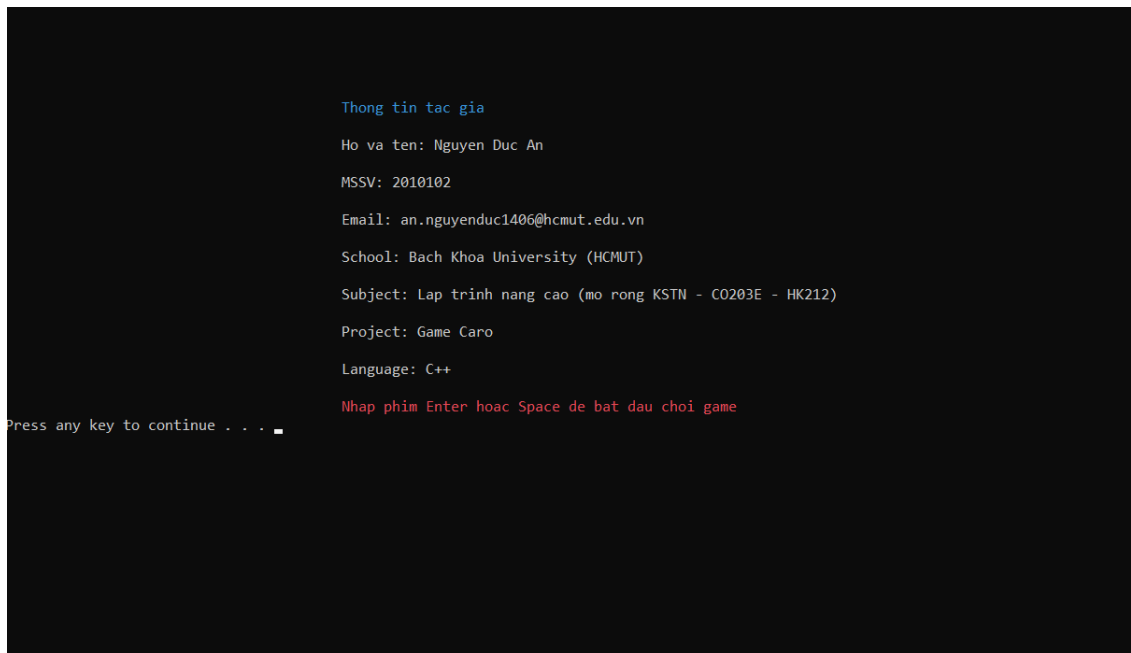 Thong tin tac gia
Ho va ten: Nguyen Duc An
MSSV: 2010102
Email: an.nguyenduc1406@hcmut.edu.vn
School: Bach Khoa University (HCMUT)
Subject: Lap trinh nang cao (mo rong KSTN - CO203E - HK212)
Project: Game Caro
Language: C++
Nhap phim Enter hoac Space de bat dau choi game
Press any key to continue . . .